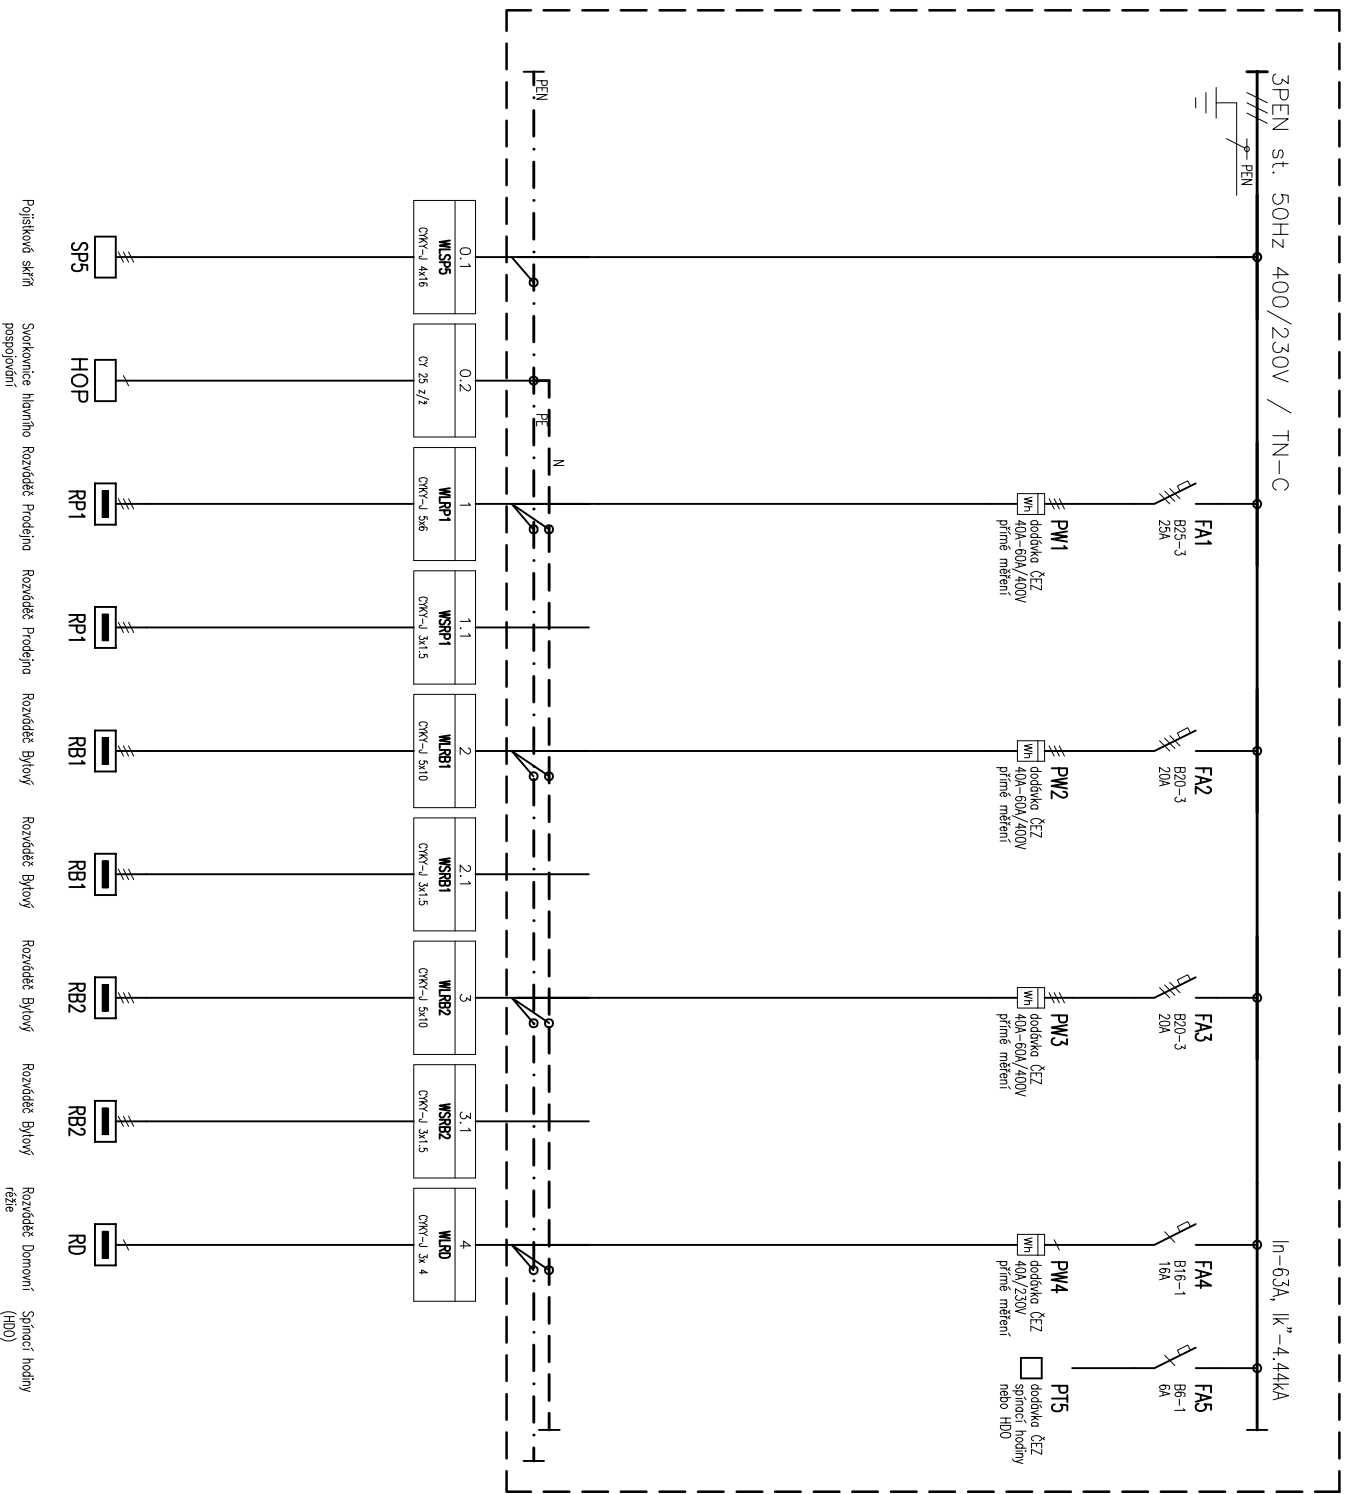 3PEN st. 50Hz 400/230V / TN-C
In-63A, Ik"-4.44kA
PEN
FA1
B25-3
25A
FA2
B20-3
20A
FA3
B20-3
20A
FA4
B16-1
16A
FA5
B6-1
6A
PW1
dodávka ČEZ
40A-60A/400V
přímé měření
Wh
PW2
dodávka ČEZ
40A-60A/400V
přímé měření
Wh
PW3
dodávka ČEZ
40A-60A/400V
přímé měření
Wh
PW4
dodávka ČEZ
40A/230V
přímé měření
Wh
PT5
dodávka ČEZ
spínací hodiny
nebo HDO
PEN
PE
N
0.1
WLSP5
CYKY-J 4x16
0.2
CY 25 z/ž
1
WLRP1
CYKY-J 5x6
1.1
WSRP1
CYKY-J 3x1.5
2
WLRB1
CYKY-J 5x10
2.1
WSRB1
CYKY-J 3x1.5
3
WLRB2
CYKY-J 5x10
3.1
WSRB2
CYKY-J 3x1.5
4
WLRD
CYKY-J 3x 4
SP5
HOP
RP1
RP1
RB1
RB1
RB2
RB2
RD
Pojistková skříň
Svorkovnice hlavního
pospojování
Rozváděč Prodejna
Rozváděč Prodejna
Rozváděč Bytový
Rozváděč Bytový
Rozváděč Bytový
Rozváděč Bytový
Rozváděč Domovní
režie
Spínací hodiny
(HDO)